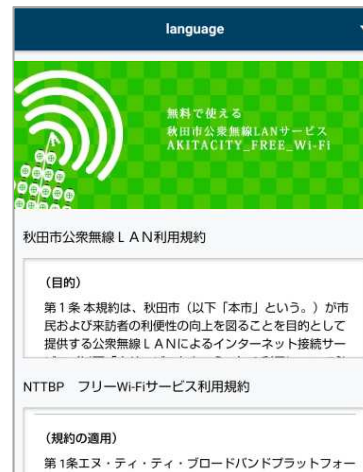 language
無料で使える
秋田市公衆無線LANサービス
AKITACITY_FREE_Wi-Fi
秋田市公衆無線ＬＡＮ利用規約
（目的）
第１条 本規約は、秋田市（以下「本市」という。）が市
民および来訪者の利便性の向上を図ることを目的として
提供する公衆無線ＬＡＮによるインターネット接続サー
NTTBP　フリーWi-Fiサービス利用規約
（規約の適用）
第１条エヌ・ティ・ティ・ブロードバンドプラットフォー